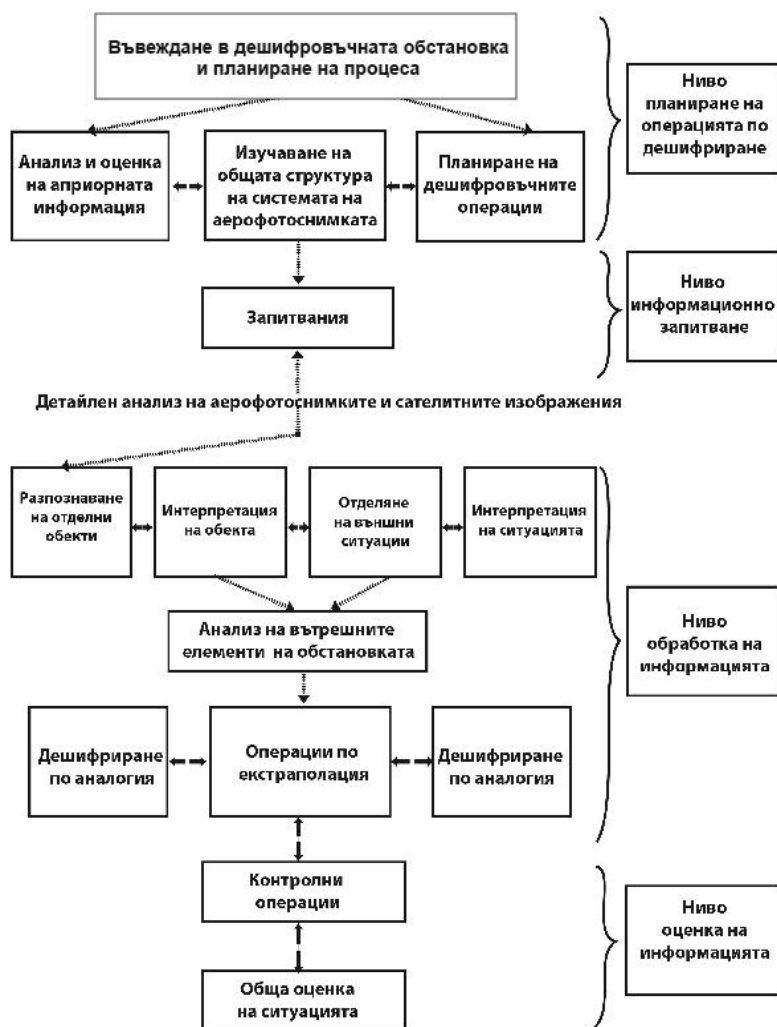 Въвеждане в дешифровъчната обстановка
и планиране на процеса
Ниво
планиране на
операцията по
дешифриране
Анализ и оценка
на априорната
информация
Изучаване на
общата структура
на системата на
аерофотоснимката
Планиране на
дешифровъчните
операции
Запитвания
Ниво
информационно
запитване
Детайлен анализ на аерофотоснимките и сателитните изображения
Разпознаване
на отделни
обекти
Интерпретация
на обекта
Отделяне
на външни
ситуации
Интерпретация
на ситуацията
Анализ на вътрешните
елементи на обстановката
Ниво
обработка на
информацията
Дешифриране
по аналогия
Операции по
екстраполация
Дешифриране
по аналогия
Контролни
операции
Ниво
оценка на
информацията
Обща оценка
на ситуацията